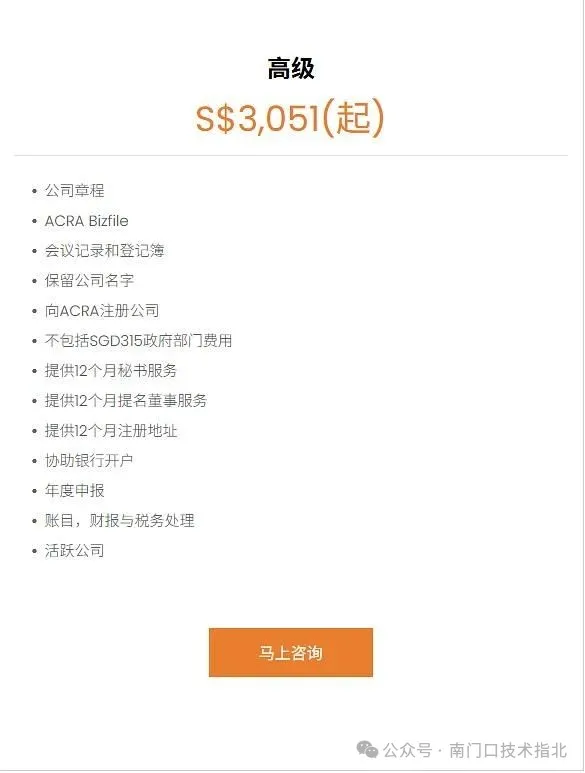 高级
S$3,051(起)
• 公司章程
• ACRA Bizfile
• 会议记录和登记簿
• 保留公司名字
• 向ACRA注册公司
• 不包括SGD315政府部门费用
• 提供12个月秘书服务
• 提供12个月提名董事服务
• 提供12个月注册地址
• 协助银行开户
• 年度申报
• 账目，财报与税务处理
• 活跃公司
马上咨询
公众号 · 南门口技术指北